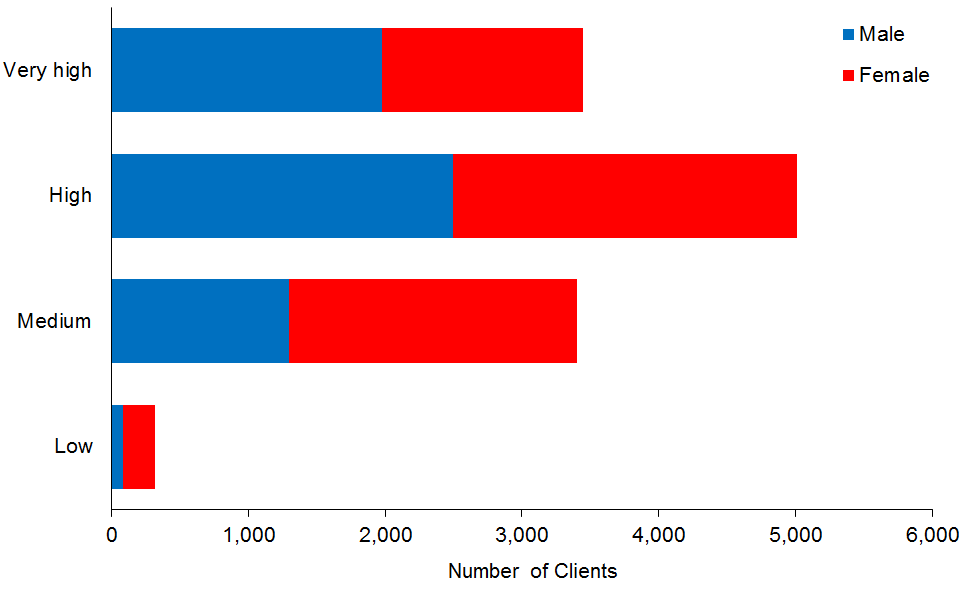 Male
Female
Very high
High
Medium
Low
0 1,000 2,000 3,000 4,000 5,000 6,000
Number of Clients